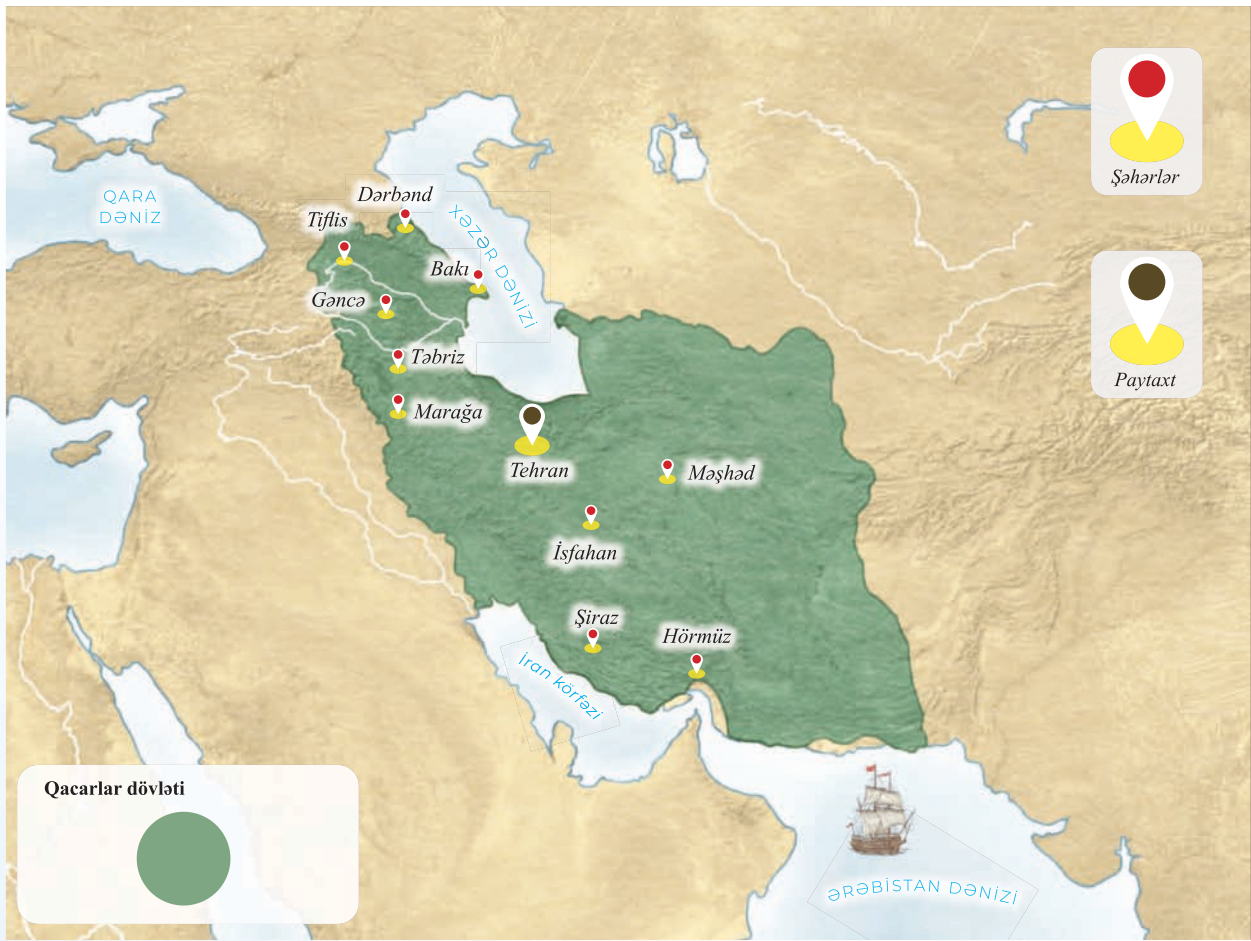 Şəhərlər
QARA
DƏNİZ
Dərbənd
Tiflis
XƏZƏR DƏNİZİ
Bakı
Gəncə
Paytaxt
Təbriz
Marağa
Tehran
Məşhəd
İsfahan
Şiraz
Hörmüz
İran körfəzi
Qacarlar dövləti
ƏRƏBİSTAN DƏNİZİ